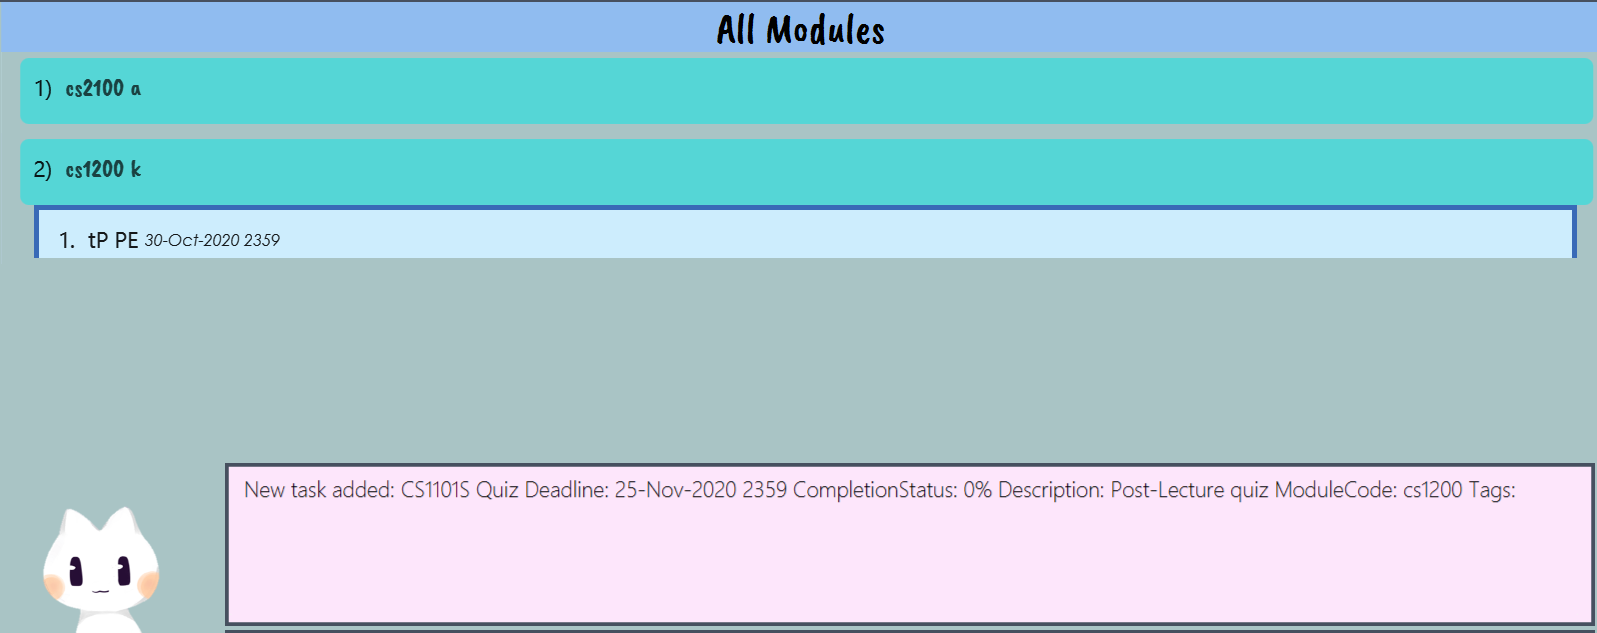 All Modules
1) cs2100 a
2) cs1200 k
1. tP PE 30-Oct-2020 2359
New task added: CS1101S Quiz Deadline: 25-Nov-2020 2359 CompletionStatus: 0% Description: Post-Lecture quiz ModuleCode: cs1200 Tags: